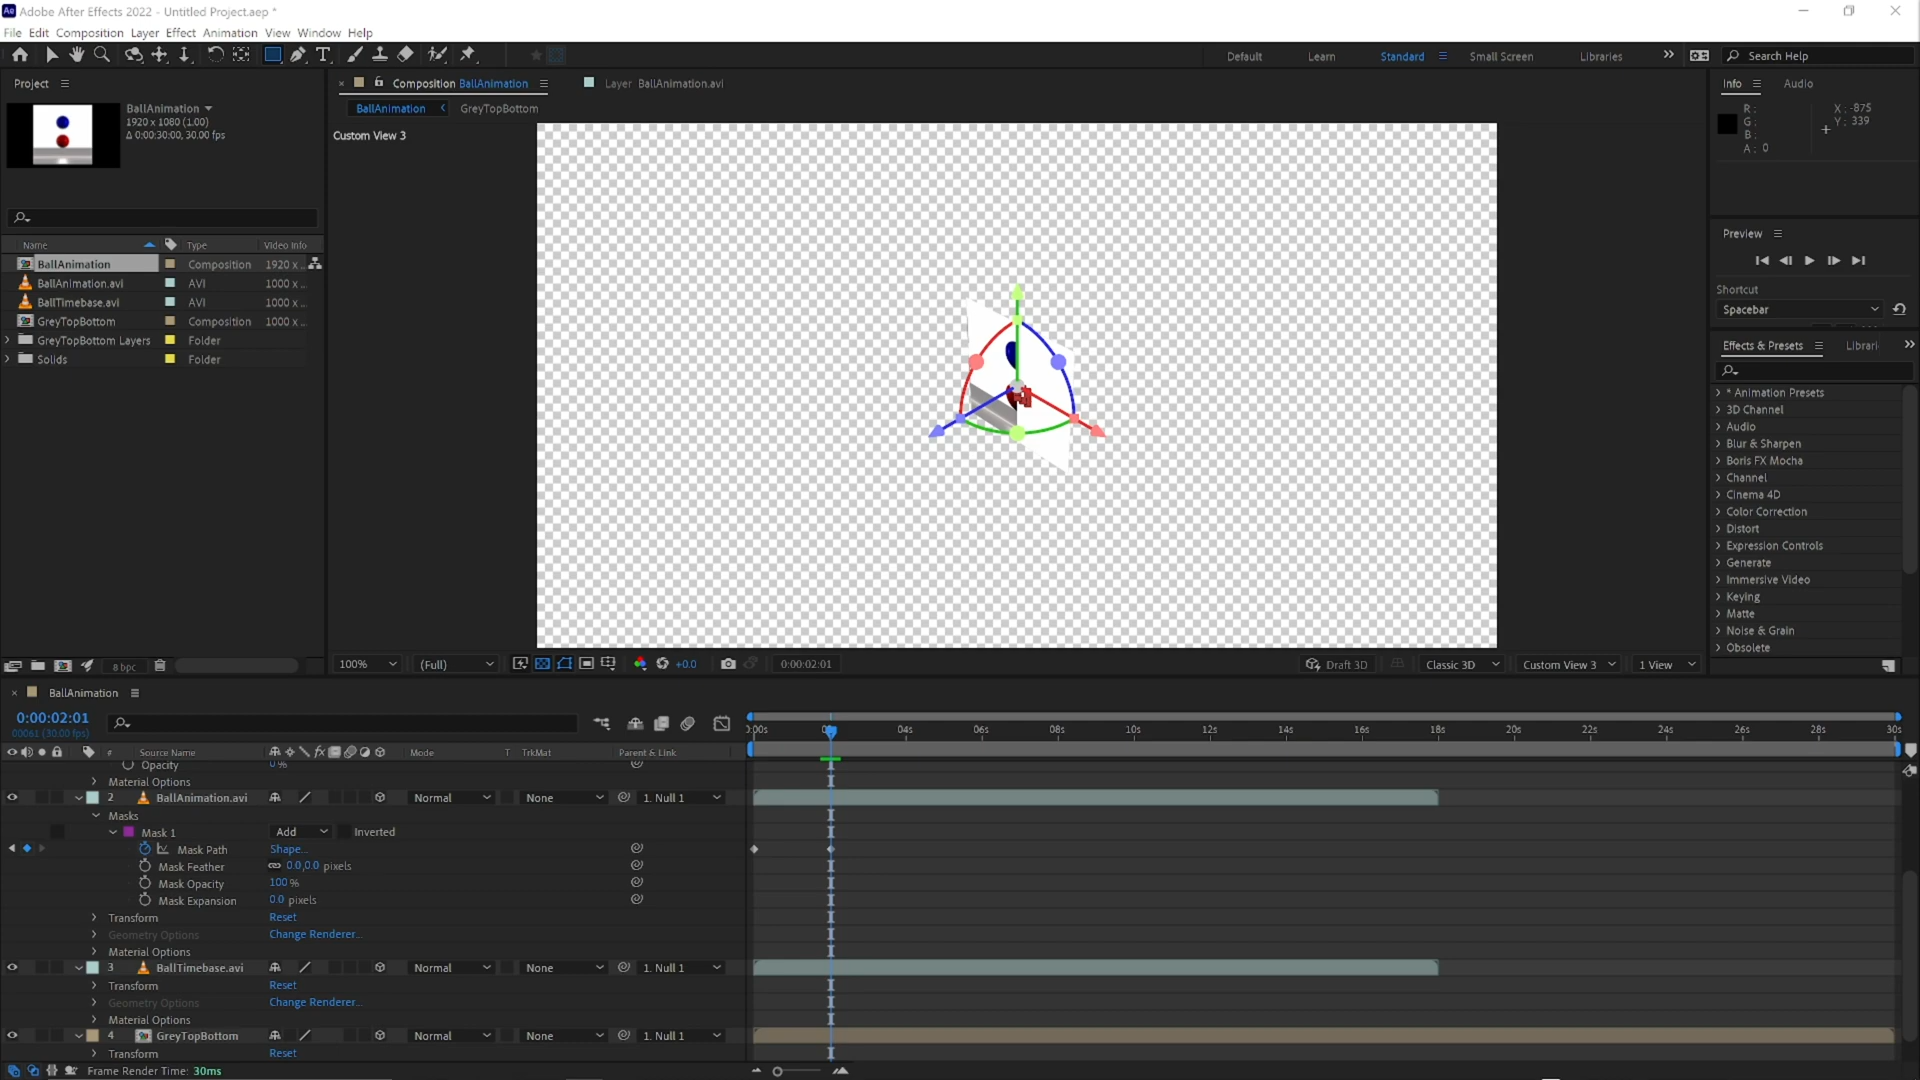 Adobe After Effects 2022 - Untitled Project.aep *
File Edit Composition Layer Effect Animation View Window Help
Default Learn Standard Small Screen Libraries Search Help
Project
BallAnimation
1920 x 1080 (1.00)
Δ 0:00:30:00, 30.00 fps
Name Type Video Info
BallAnimation Composition 1920 x ...
BallAnimation.avi AVI 1000 x ...
BallTimebase.avi AVI 1000 x ...
GreyTopBottom Composition 1000 x ...
GreyTopBottom Layers Folder
Solids Folder
8 bpc
Composition BallAnimation
Layer BallAnimation.avi
BallAnimation GreyTopBottom
Custom View 3
100% (Full) +0.0 0:00:02:01 Draft 3D Classic 3D Custom View 3 1 View
Info Audio
R :
G :
B :
A : 0
X : -875
Y : 339
Preview
Shortcut
Spacebar
Effects & Presets Librari
* Animation Presets
3D Channel
Audio
Blur & Sharpen
Boris FX Mocha
Channel
Cinema 4D
Color Correction
Distort
Expression Controls
Generate
Immersive Video
Keying
Matte
Noise & Grain
Obsolete
BallAnimation
0:00:02:01
00061 (30.00 fps)
:00s 04s 06s 08s 10s 12s 14s 16s 18s 20s 22s 24s 26s 28s 30s
# Source Name Mode T TrkMat Parent & Link
Opacity 0%
Material Options
2 BallAnimation.avi Normal None 1. Null 1
Masks
Mask 1 Add Inverted
Mask Path Shape...
Mask Feather 0.0,0.0 pixels
Mask Opacity 100%
Mask Expansion 0.0 pixels
Transform Reset
Geometry Options Change Renderer...
Material Options
3 BallTimebase.avi Normal None 1. Null 1
Transform Reset
Geometry Options Change Renderer...
Material Options
4 GreyTopBottom Normal None 1. Null 1
Transform Reset
Frame Render Time: 30ms